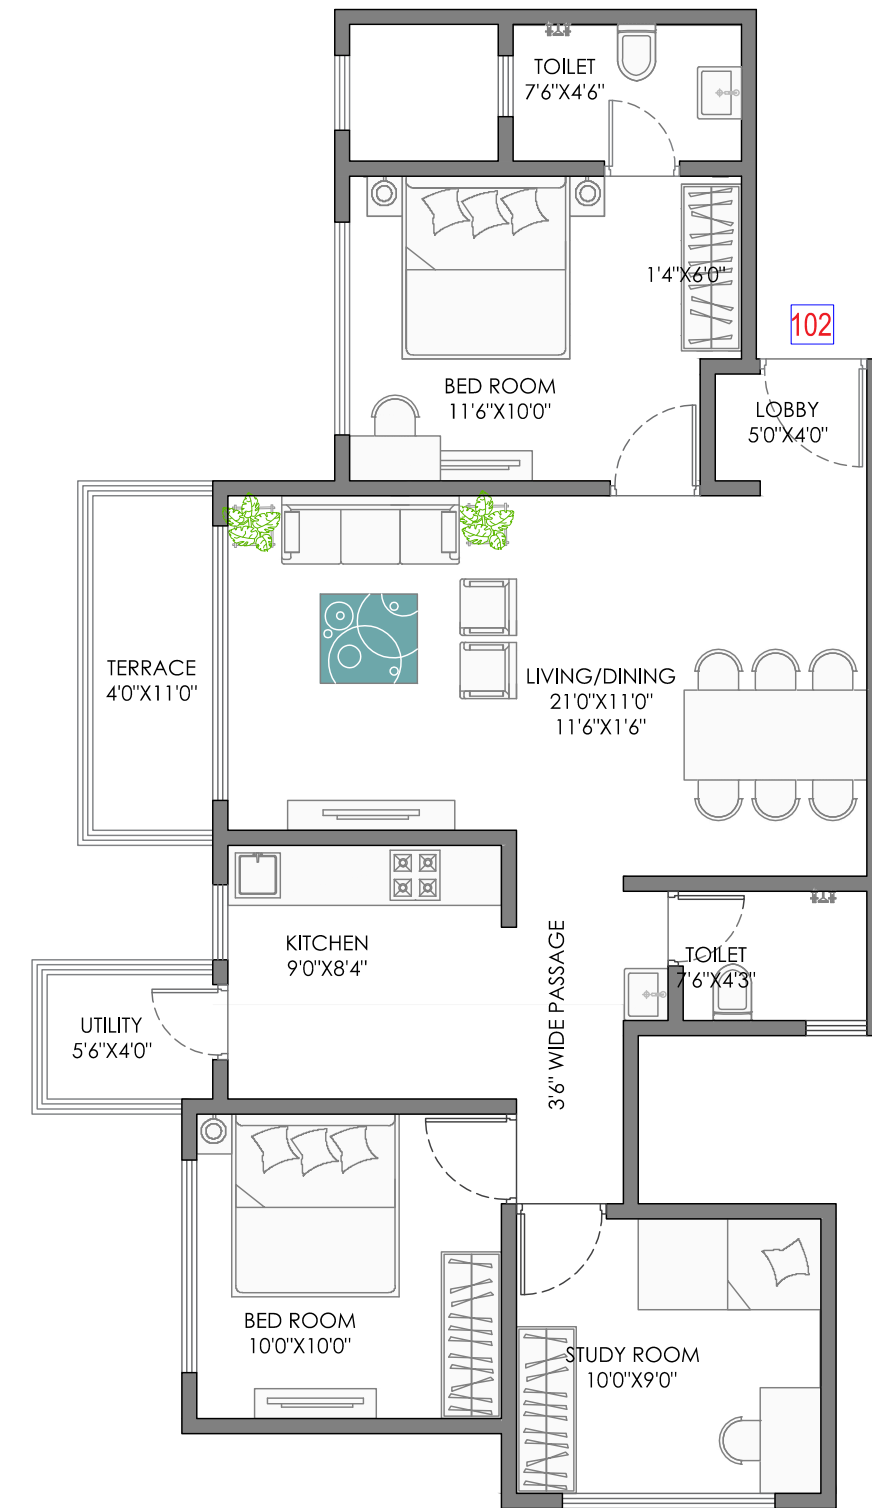 TOILET
7'6"X4'6"
1'4"X6'0"
102
BED ROOM
11'6"X10'0"
LOBBY
5'0"X4'0"
TERRACE
4'0"X11'0"
LIVING/DINING
21'0"X11'0"
11'6"X1'6"
KITCHEN
9'0"X8'4"
3'6" WIDE PASSAGE
TOILET
7'6"X4'3"
UTILITY
5'6"X4'0"
BED ROOM
10'0"X10'0"
STUDY ROOM
10'0"X9'0"